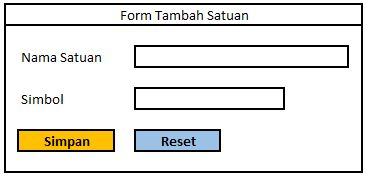 Form Tambah Satuan
Nama Satuan
Simbol
Simpan Reset